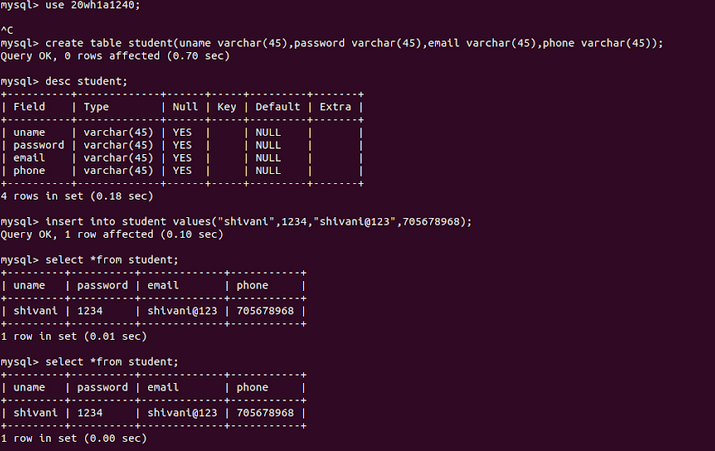 mysql> use 20wh1a1240;
^C
mysql> create table student(uname varchar(45),password varchar(45),email varchar(45),phone varchar(45));
Query OK, 0 rows affected (0.70 sec)
mysql> desc student;
+----------+-------------+------+-----+---------+-------+
| Field    | Type        | Null | Key | Default | Extra |
+----------+-------------+------+-----+---------+-------+
| uname    | varchar(45) | YES  |     | NULL    |       |
| password | varchar(45) | YES  |     | NULL    |       |
| email    | varchar(45) | YES  |     | NULL    |       |
| phone    | varchar(45) | YES  |     | NULL    |       |
+----------+-------------+------+-----+---------+-------+
4 rows in set (0.18 sec)
mysql> insert into student values("shivani",1234,"shivani@123",705678968);
Query OK, 1 row affected (0.10 sec)
mysql> select *from student;
+---------+----------+-------------+-----------+
| uname   | password | email       | phone     |
+---------+----------+-------------+-----------+
| shivani | 1234     | shivani@123 | 705678968 |
+---------+----------+-------------+-----------+
1 row in set (0.01 sec)
mysql> select *from student;
+---------+----------+-------------+-----------+
| uname   | password | email       | phone     |
+---------+----------+-------------+-----------+
| shivani | 1234     | shivani@123 | 705678968 |
+---------+----------+-------------+-----------+
1 row in set (0.00 sec)